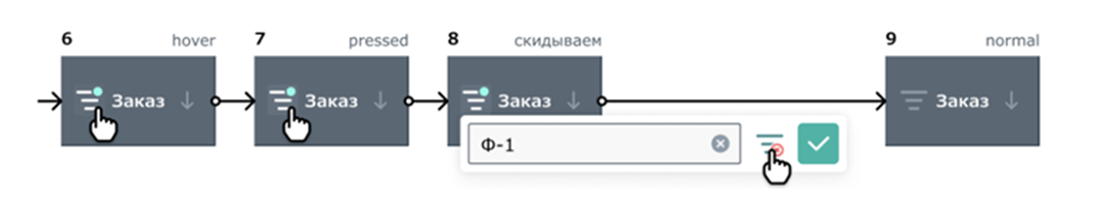 6 hover 7 pressed 8 скидываем 9 normal
Заказ Заказ Заказ Заказ
Ф-1